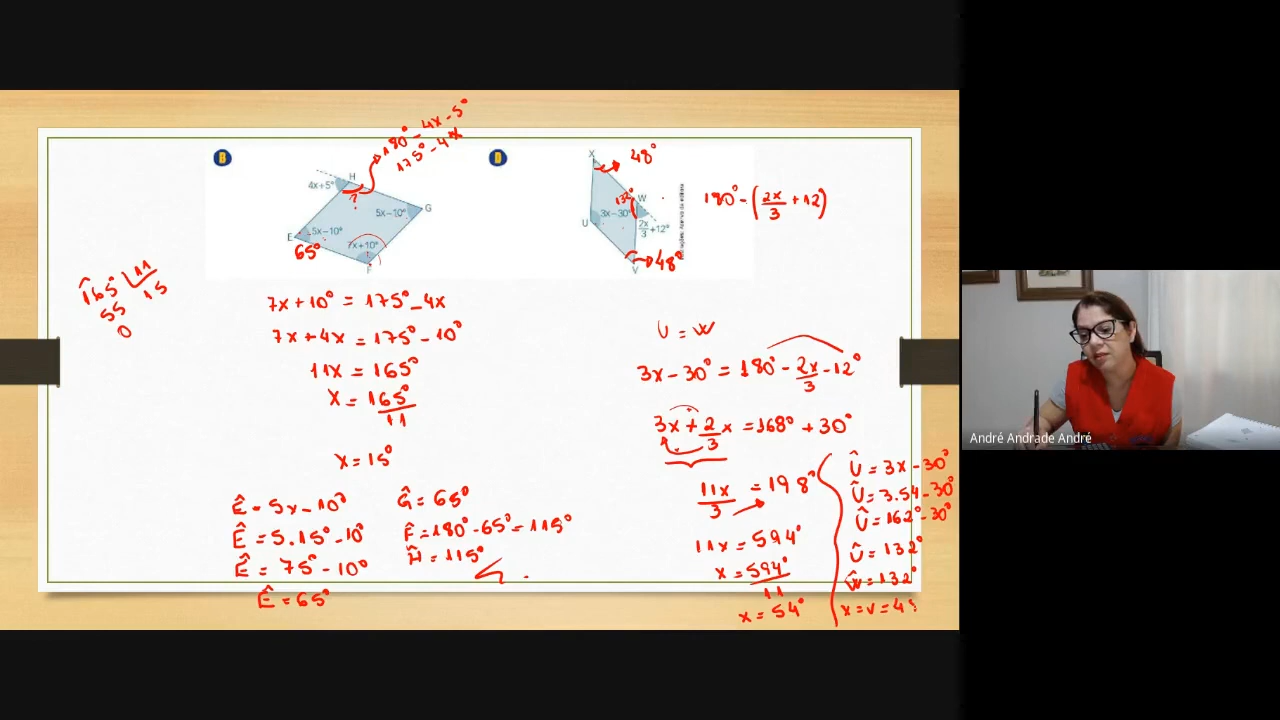 B
180° - 4x - 5°
175° - 4x
H
4x+5°
?
5x-10°
G
E
5x-10°
65°
7x+10°
F
D
X
48°
132°
W
3x-30°
U
2x/3 +12°
V
48°
180° - (2x/3 + 12)
165° 11
55 15
0
7x + 10° = 175° - 4x
7x + 4x = 175° - 10°
11x = 165°
x = 165°/11
x = 15°
Ê = 5x - 10°
Ê = 5.15° - 10°
Ê = 75° - 10°
Ê = 65°
Ĝ = 65°
F̂ = 180° - 65° = 115°
Ĥ = 115°
U = W
3x - 30° = 180° - 2x/3 - 12°
3x + 2/3 x = 168° + 30°
11x/3 = 198°
11x = 594°
x = 594°/11
x = 54°
Û = 3x - 30°
Û = 3.54 - 30°
Û = 162° - 30°
Û = 132°
Ŵ = 132°
x = v = 4
André Andrade André